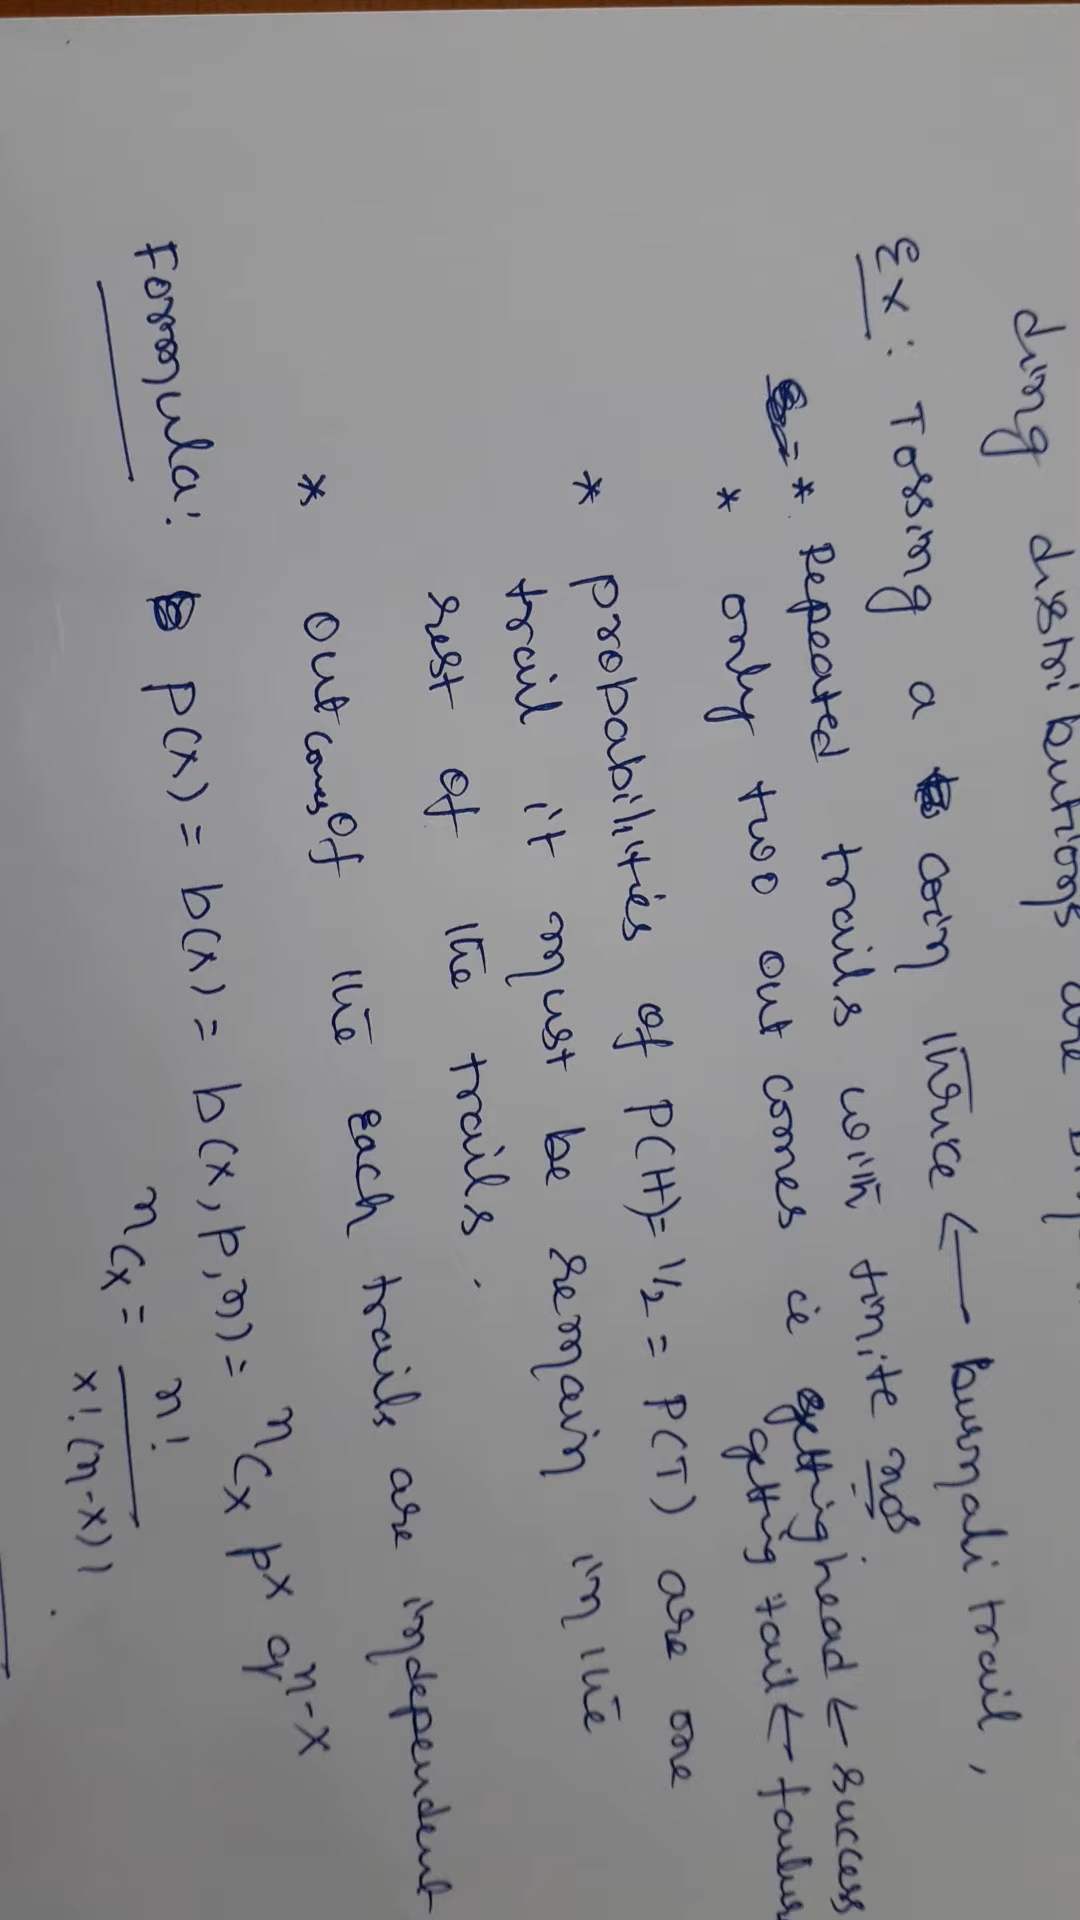 ding distributions are
Ex: Tossing a coin thrice ← burnali trail,
* Repeated trails with finite nos
* only two out comes ie getting head ← success
getting tail ← failure
* probabilities of P(H)= 1/2 = P(T) are one
trail it must be remain in the
rest of the trails.
* Out comes of the Each trails are independent
Formula: P(x) = b(x) = b(x, p, n) = nCx p^x q^n-x
nCx = n! / x! (n-x)!